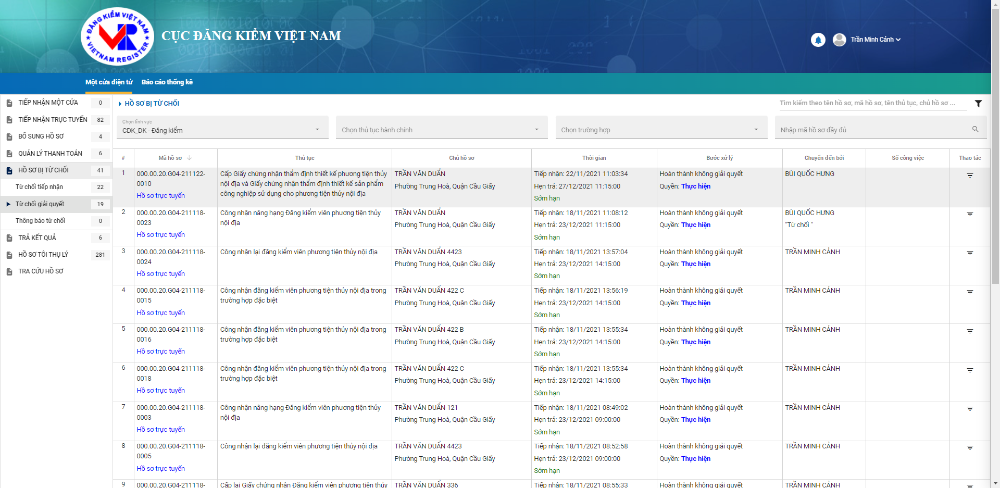 ĐĂNG KIỂM VIỆT NAM
VR
VIETNAM REGISTER
CỤC ĐĂNG KIỂM VIỆT NAM
Trần Minh Cảnh
Một cửa điện tử Báo cáo thống kê
TIẾP NHẬN MỘT CỬA 0
TIẾP NHẬN TRỰC TUYẾN 82
BỔ SUNG HỒ SƠ 4
QUẢN LÝ THANH TOÁN 6
HỒ SƠ BỊ TỪ CHỐI 41
Từ chối tiếp nhận 22
Từ chối giải quyết 19
Thông báo từ chối 0
TRẢ KẾT QUẢ 6
HỒ SƠ TÔI THỤ LÝ 281
TRA CỨU HỒ SƠ
HỒ SƠ BỊ TỪ CHỐI
Tìm kiếm theo tên hồ sơ, mã hồ sơ, tên thủ tục, chủ hồ sơ ...
Chọn lĩnh vực
CDK_DK - Đăng kiểm
Chọn thủ tục hành chính
Chọn trường hợp
Nhập mã hồ sơ đầy đủ
# Mã hồ sơ Thủ tục Chủ hồ sơ Thời gian Bước xử lý Chuyển đến bởi Số công việc Thao tác
1 000.00.20.G04-211122- Cấp Giấy chứng nhận thẩm định thiết kế phương tiện thủy TRẦN VĂN DUẨN Tiếp nhận: 22/11/2021 11:03:34 Hoàn thành không giải quyết BÙI QUỐC HƯNG
0010 nội địa và Giấy chứng nhận thẩm định thiết kế sản phẩm Phường Trung Hoà, Quận Cầu Giấy Hẹn trả: 27/12/2021 11:15:00 Quyền: Thực hiện
Hồ sơ trực tuyến công nghiệp sử dụng cho phương tiện thủy nội địa Sớm hạn
2 000.00.20.G04-211118- Công nhận nâng hạng Đăng kiểm viên phương tiện thủy TRẦN VĂN DUẨN Tiếp nhận: 18/11/2021 11:08:12 Hoàn thành không giải quyết BÙI QUỐC HƯNG
0023 nội địa Phường Trung Hoà, Quận Cầu Giấy Hẹn trả: 23/12/2021 11:15:00 Quyền: Thực hiện "Từ chối "
Hồ sơ trực tuyến Sớm hạn
3 000.00.20.G04-211118- Công nhận lại đăng kiểm viên phương tiện thủy nội địa TRẦN VĂN DUẨN 4423 Tiếp nhận: 18/11/2021 13:57:04 Hoàn thành không giải quyết TRẦN MINH CẢNH
0024 Phường Trung Hoà, Quận Cầu Giấy Hẹn trả: 23/12/2021 14:15:00 Quyền: Thực hiện
Hồ sơ trực tuyến Sớm hạn
4 000.00.20.G04-211118- Công nhận đăng kiểm viên phương tiện thủy nội địa trong TRẦN VĂN DUẨN 422 C Tiếp nhận: 18/11/2021 13:56:19 Hoàn thành không giải quyết TRẦN MINH CẢNH
0015 trường hợp đặc biệt Phường Trung Hoà, Quận Cầu Giấy Hẹn trả: 23/12/2021 14:15:00 Quyền: Thực hiện
Hồ sơ trực tuyến Sớm hạn
5 000.00.20.G04-211118- Công nhận đăng kiểm viên phương tiện thủy nội địa trong TRẦN VĂN DUẨN 422 B Tiếp nhận: 18/11/2021 13:55:34 Hoàn thành không giải quyết TRẦN MINH CẢNH
0016 trường hợp đặc biệt Phường Trung Hoà, Quận Cầu Giấy Hẹn trả: 23/12/2021 14:15:00 Quyền: Thực hiện
Hồ sơ trực tuyến Sớm hạn
6 000.00.20.G04-211118- Công nhận đăng kiểm viên phương tiện thủy nội địa trong TRẦN VĂN DUẨN 422 C Tiếp nhận: 18/11/2021 13:55:34 Hoàn thành không giải quyết TRẦN MINH CẢNH
0018 trường hợp đặc biệt Phường Trung Hoà, Quận Cầu Giấy Hẹn trả: 23/12/2021 14:15:00 Quyền: Thực hiện
Hồ sơ trực tuyến Sớm hạn
7 000.00.20.G04-211118- Công nhận nâng hạng Đăng kiểm viên phương tiện thủy TRẦN VĂN DUẨN 121 Tiếp nhận: 18/11/2021 08:49:02 Hoàn thành không giải quyết TRẦN MINH CẢNH
0003 nội địa Phường Trung Hoà, Quận Cầu Giấy Hẹn trả: 23/12/2021 09:00:00 Quyền: Thực hiện
Hồ sơ trực tuyến Sớm hạn
8 000.00.20.G04-211118- Công nhận lại đăng kiểm viên phương tiện thủy nội địa TRẦN VĂN DUẨN 4423 Tiếp nhận: 18/11/2021 08:52:58 Hoàn thành không giải quyết TRẦN MINH CẢNH
0005 Phường Trung Hoà, Quận Cầu Giấy Hẹn trả: 23/12/2021 09:00:00 Quyền: Thực hiện
Hồ sơ trực tuyến Sớm hạn
9 000.00.20.G04-211118- Cấp lại Giấy chứng nhận Đăng kiểm viên phương tiện thủy TRẦN VĂN DUẨN 336 Tiếp nhận: 18/11/2021 08:55:33 Hoàn thành không giải quyết TRẦN MINH CẢNH